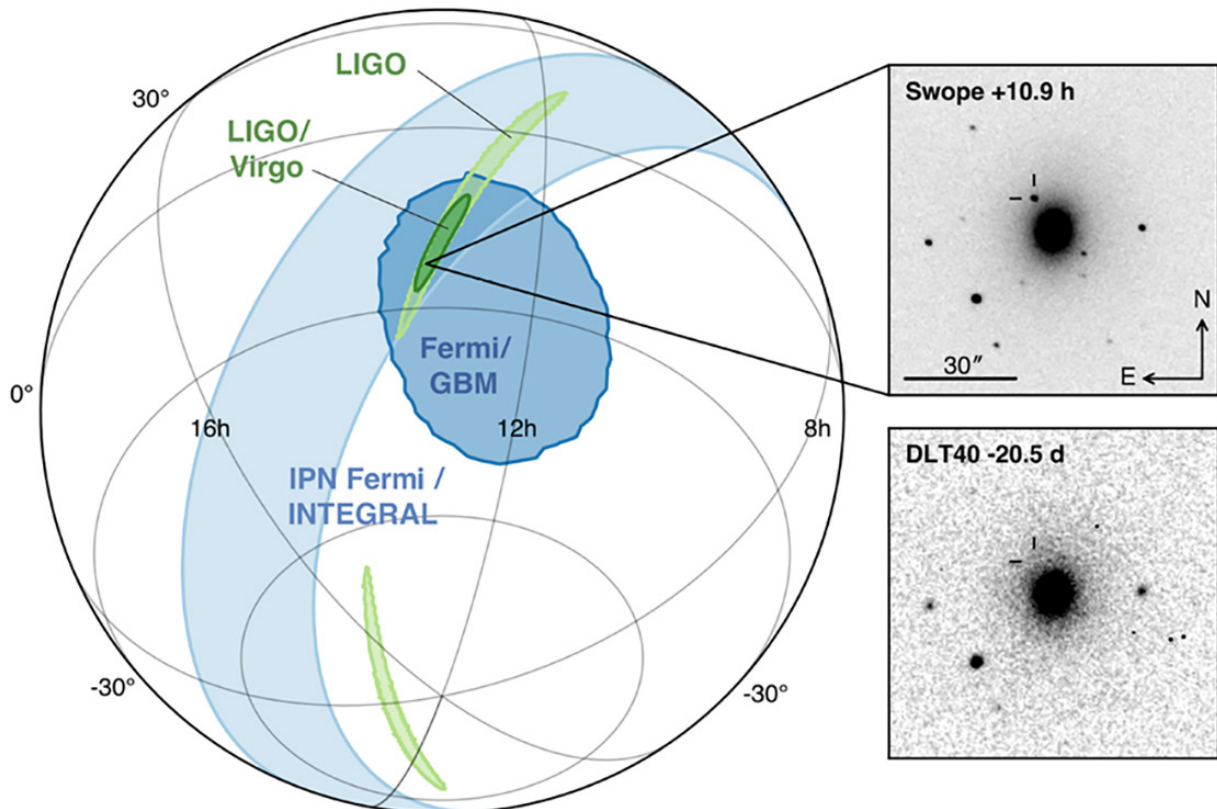 LIGO
LIGO/
Virgo
30°
0°
-30°
-30°
16h
12h
8h
Fermi/
GBM
IPN Fermi /
INTEGRAL
Swope +10.9 h
30″
N
E
DLT40 -20.5 d